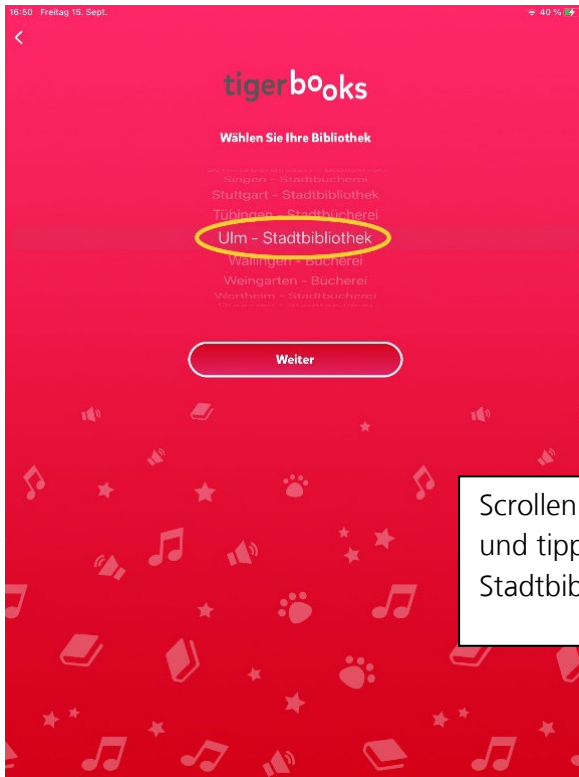 16:50 Freitag 15. Sept.
40 %
tigerbooks
Wählen Sie Ihre Bibliothek
Singen - Stadtbücherei
Stuttgart - Stadtbibliothek
Tübingen - Stadtbücherei
Ulm - Stadtbibliothek
Wallingen - Bücherei
Weingarten - Bücherei
Wertheim - Stadtbücherei
Weiter
Scrollen
und tipp
Stadtbib